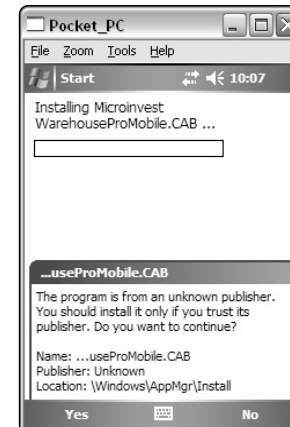 Pocket_PC
File Zoom Tools Help
Start 10:07
Installing Microinvest
WarehouseProMobile.CAB ...
...useProMobile.CAB
The program is from an unknown publisher.
You should install it only if you trust its
publisher. Do you want to continue?
Name: ...useProMobile.CAB
Publisher: Unknown
Location: \Windows\AppMgr\Install
Yes No